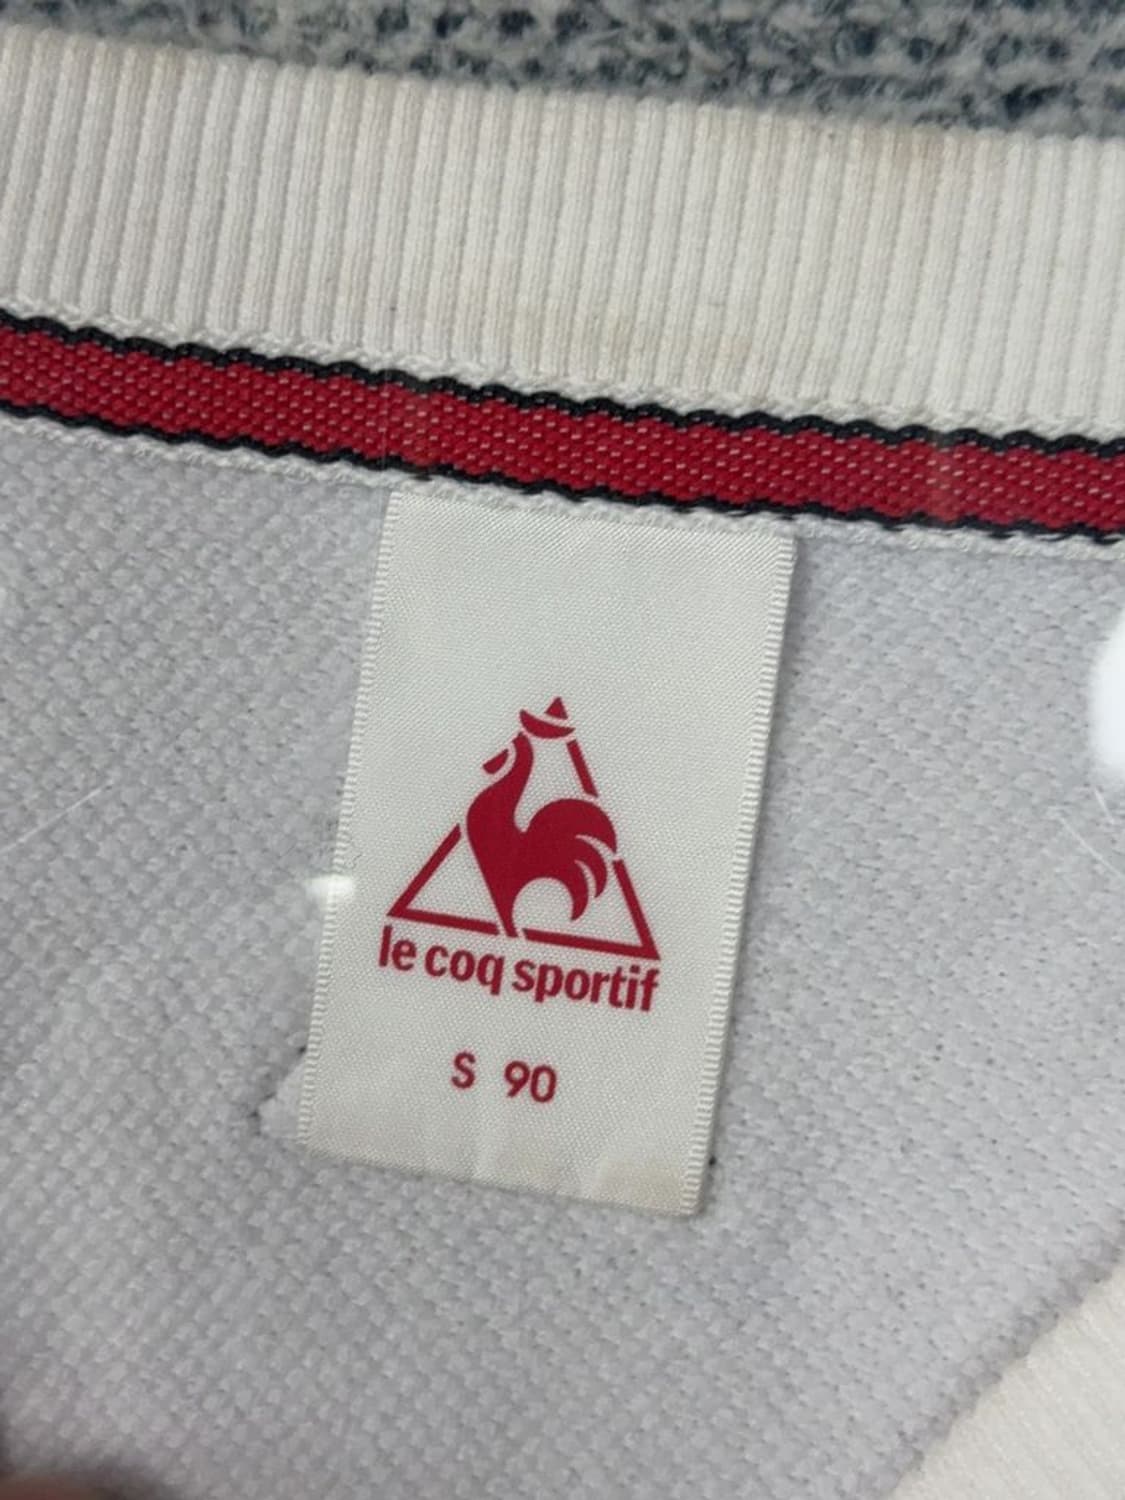 le coq sportif
S 90